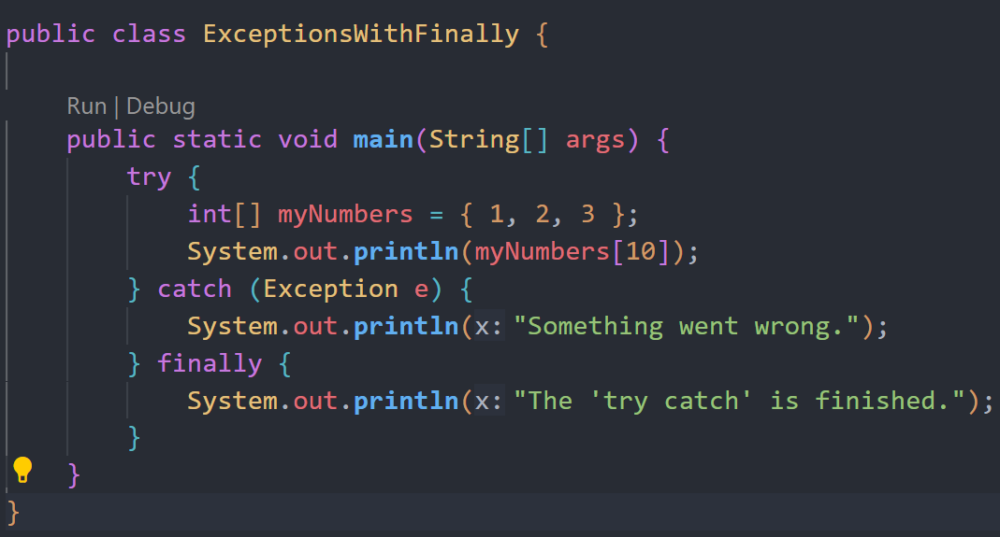 public class ExceptionsWithFinally {
Run | Debug
public static void main(String[] args) {
try {
int[] myNumbers = { 1, 2, 3 };
System.out.println(myNumbers[10]);
} catch (Exception e) {
System.out.println(x: "Something went wrong.");
} finally {
System.out.println(x: "The 'try catch' is finished.");
}
}
}